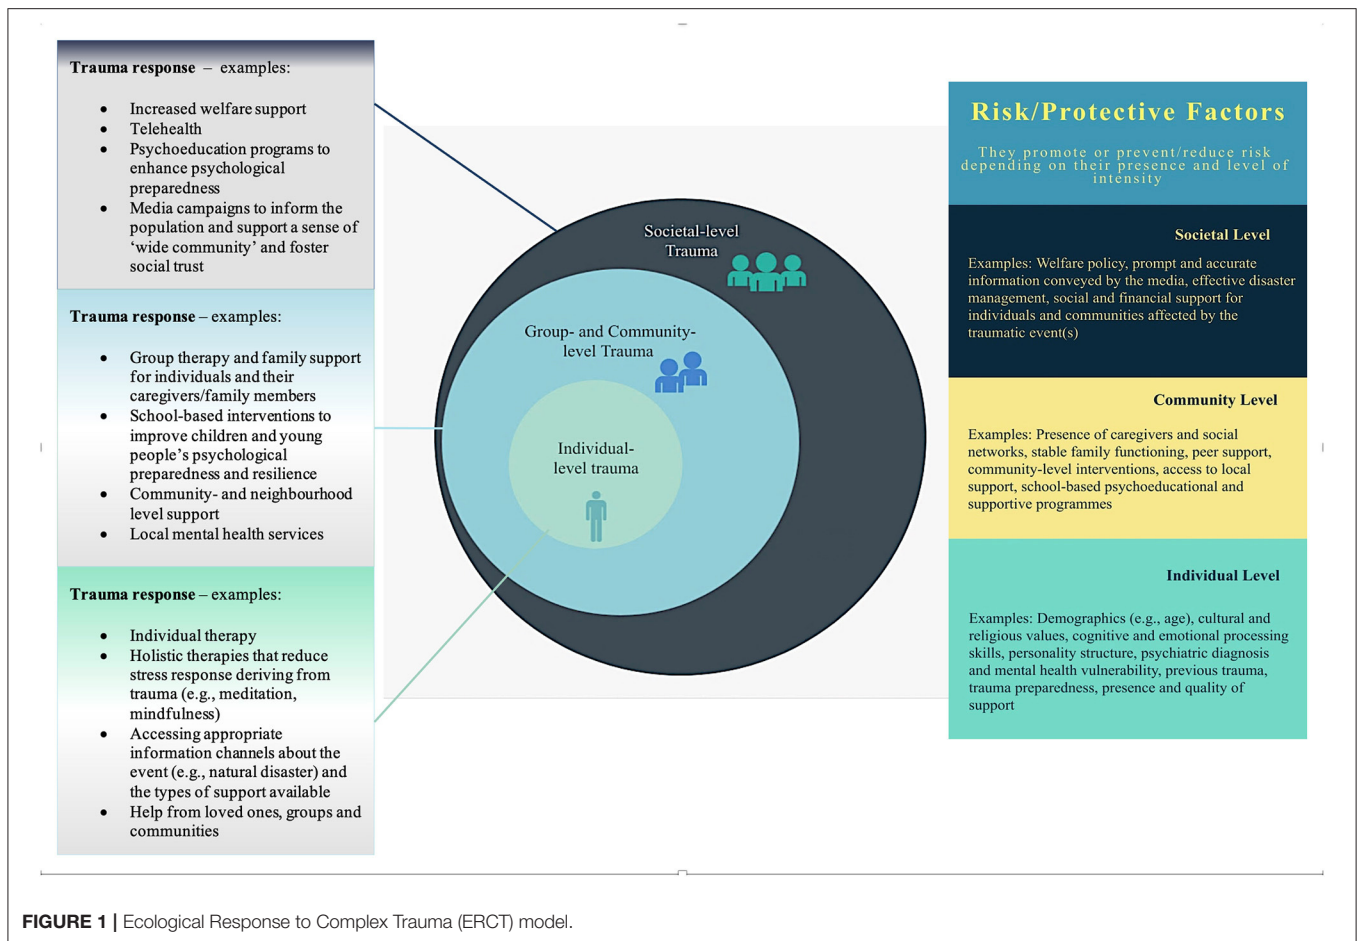 Trauma response – examples:
• Increased welfare support
• Telehealth
• Psychoeducation programs to
enhance psychological
preparedness
• Media campaigns to inform the
population and support a sense of
‘wide community’ and foster
social trust
Trauma response – examples:
• Group therapy and family support
for individuals and their
caregivers/family members
• School-based interventions to
improve children and young
people’s psychological
preparedness and resilience
• Community- and neighbourhood
level support
• Local mental health services
Trauma response – examples:
• Individual therapy
• Holistic therapies that reduce
stress response deriving from
trauma (e.g., meditation,
mindfulness)
• Accessing appropriate
information channels about the
event (e.g., natural disaster) and
the types of support available
• Help from loved ones, groups and
communities
Societal-level
Trauma
Group- and Community-
level Trauma
Individual-
level trauma
Risk/Protective Factors
They promote or prevent/reduce risk
depending on their presence and level of
intensity
Societal Level
Examples: Welfare policy, prompt and accurate
information conveyed by the media, effective disaster
management, social and financial support for
individuals and communities affected by the
traumatic event(s)
Community Level
Examples: Presence of caregivers and social
networks, stable family functioning, peer support,
community-level interventions, access to local
support, school-based psychoeducational and
supportive programmes
Individual Level
Examples: Demographics (e.g., age), cultural and
religious values, cognitive and emotional processing
skills, personality structure, psychiatric diagnosis
and mental health vulnerability, previous trauma,
trauma preparedness, presence and quality of
support
FIGURE 1 | Ecological Response to Complex Trauma (ERCT) model.